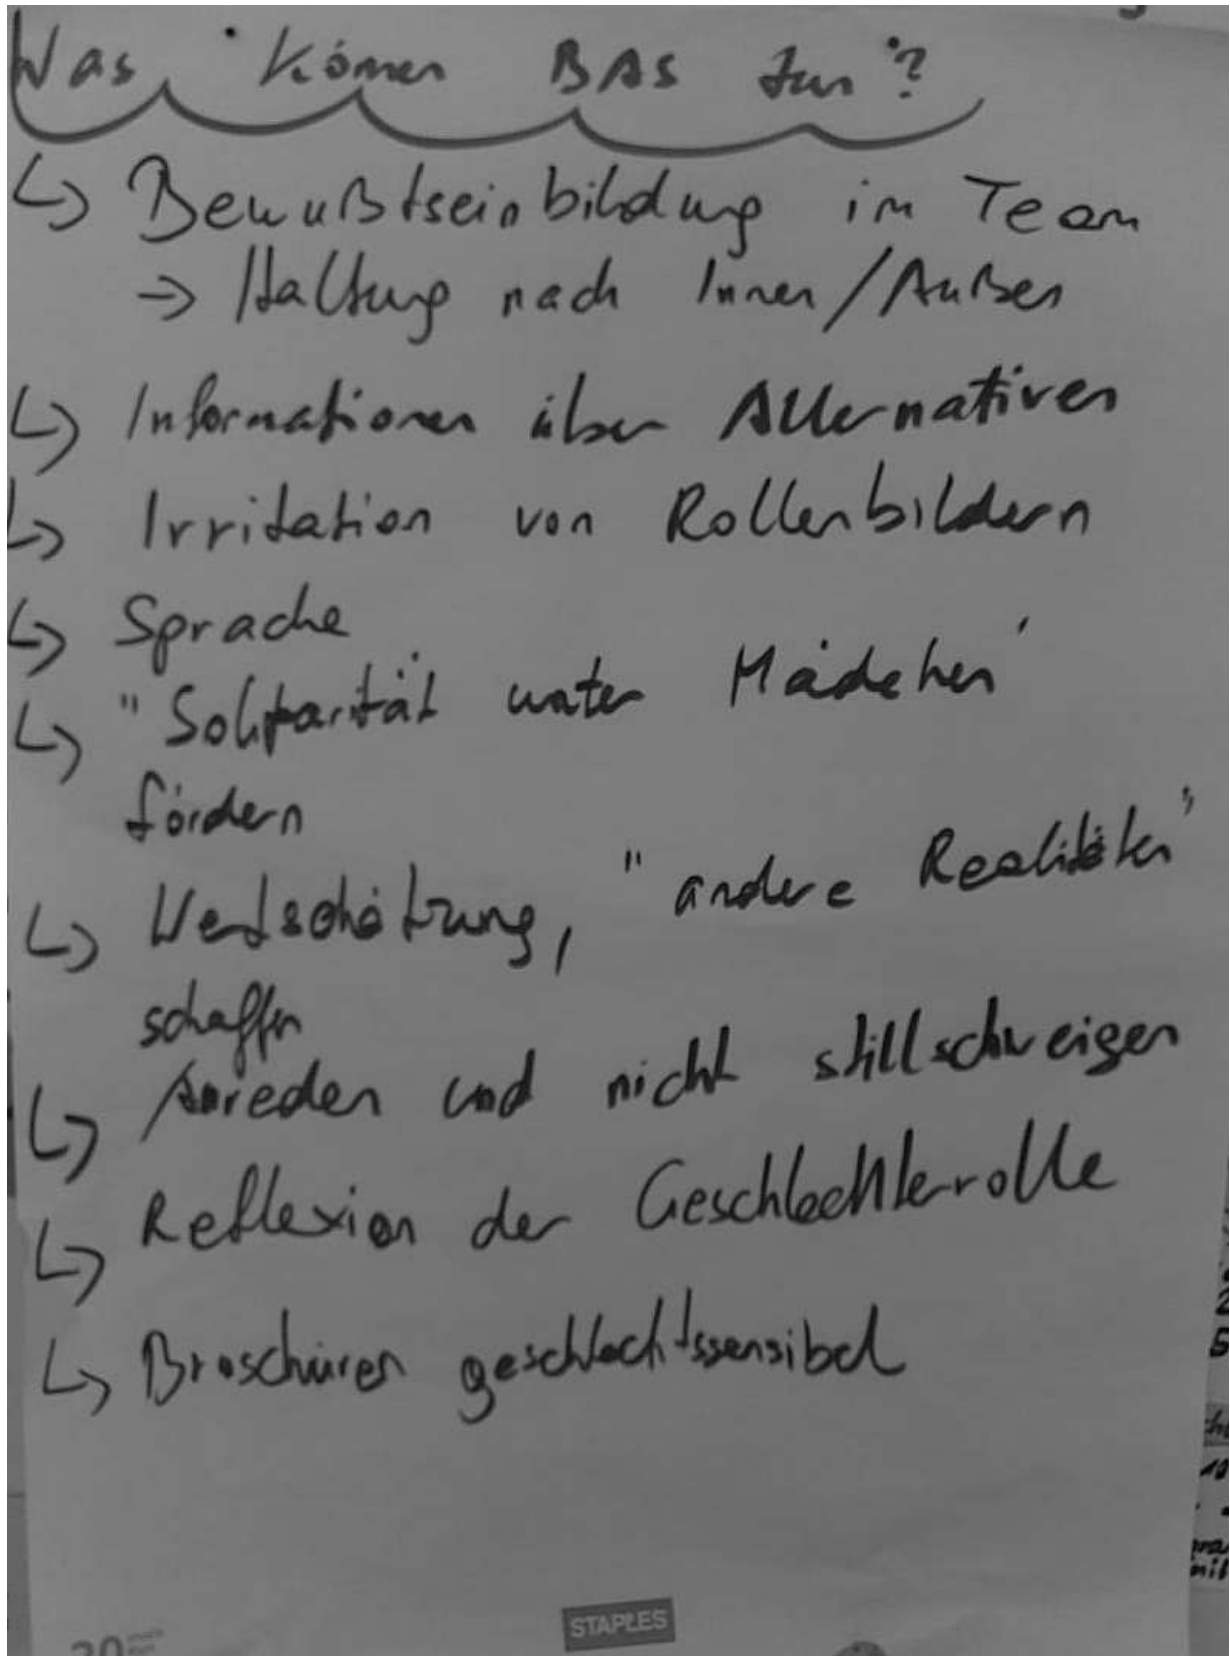 Was können BAS tun?
↳ Bewußtseinbildung im Team
→ Haltung nach Innen/Außen
↳ Informationen über Alternativen
↳ Irritation von Rollenbildern
↳ Sprache
↳ "Solidarität unter Mädchen"
fördern
↳ Wertschätzung, "andere Realitäten"
schaffen
↳ Anreden und nicht stillschweigen
↳ Reflexion der Geschlechterrolle
↳ Broschüren geschlechtssensibel
STAPLES